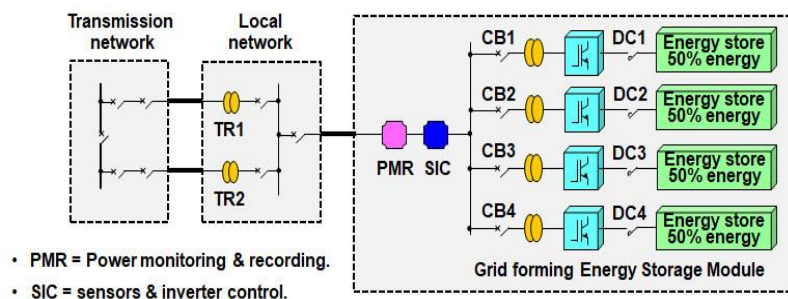 Transmission
network
Local
network
TR1
TR2
PMR
SIC
CB1
DC1
Energy store
50% energy
CB2
DC2
Energy store
50% energy
CB3
DC3
Energy store
50% energy
CB4
DC4
Energy store
50% energy
Grid forming Energy Storage Module
• PMR = Power monitoring & recording.
• SIC = sensors & inverter control.